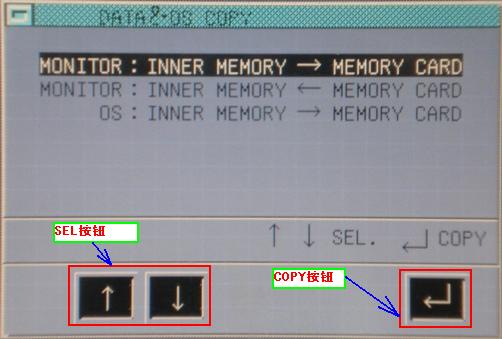 DATA&OS COPY
MONITOR : INNER MEMORY → MEMORY CARD
MONITOR : INNER MEMORY ← MEMORY CARD
OS : INNER MEMORY → MEMORY CARD
↑ ↓ SEL. ↵ COPY
SEL按钮
COPY按钮
↑ ↓ ↵